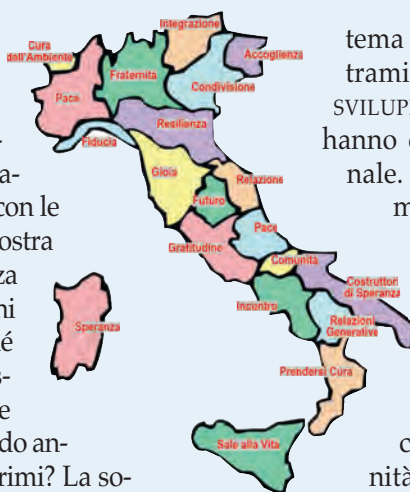 Integrazione
Cura
dell'Ambiente
Accoglienza
Fraternità
Condivisione
Pace
Resilienza
Fiducia
Gioia
Relazione
Futuro
Pace
Gratitudine
Comunità
Costruttori
di Speranza
Incontro
Relazioni
Generative
Speranza
Prendersi Cura
Sale alla Vita
-
a-
con le
ostra
za
ni
é
s-
e
do an-
rimi? La so-
tema
trami
SVILUPI
hanno
nale.
m
c
nità